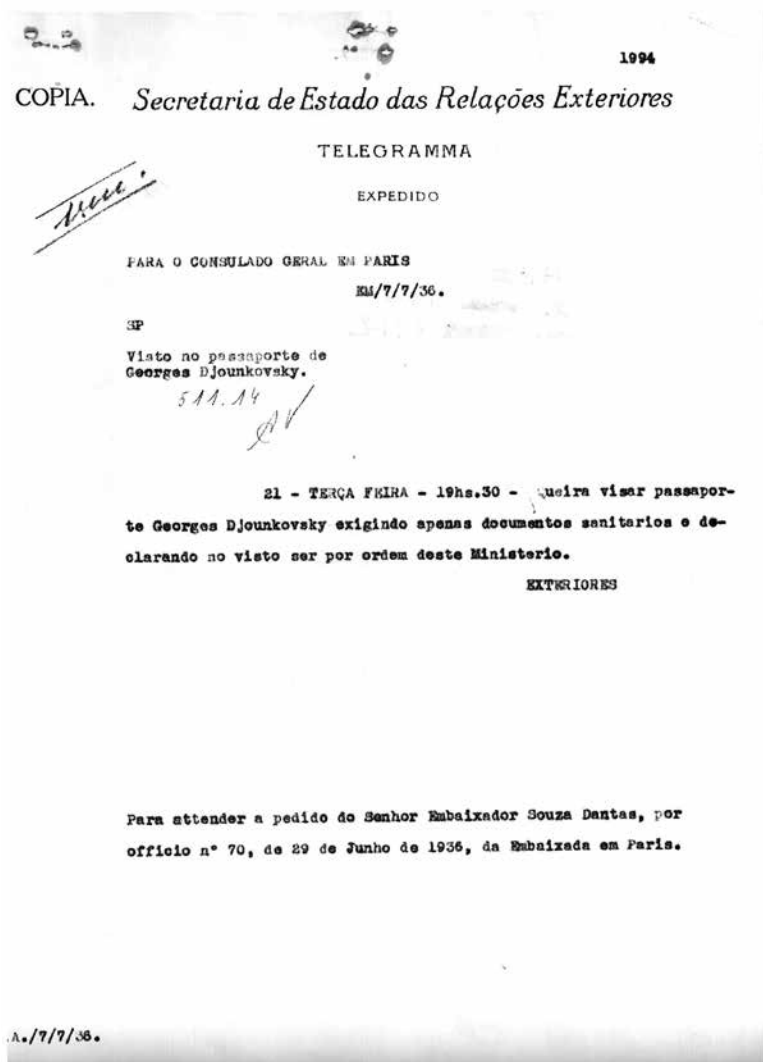 1994
COPIA. Secretaria de Estado das Relações Exteriores
TELEGRAMMA
EXPEDIDO
PARA O CONSULADO GERAL EM PARIS
EM/7/7/36.
SP
Visto no passaporte de
Georges Djounkovsky.
511.14
21 - TERÇA FEIRA - 19hs.30 - Queira visar passapor-
te Georges Djounkovsky exigindo apenas documentos sanitarios e de-
clarando no visto ser por ordem deste Ministerio.
EXTERIORES
Para attender a pedido do Senhor Embaixador Souza Dantas, por
officio n° 70, de 29 de Junho de 1936, da Embaixada em Paris.
.A./7/7/36.